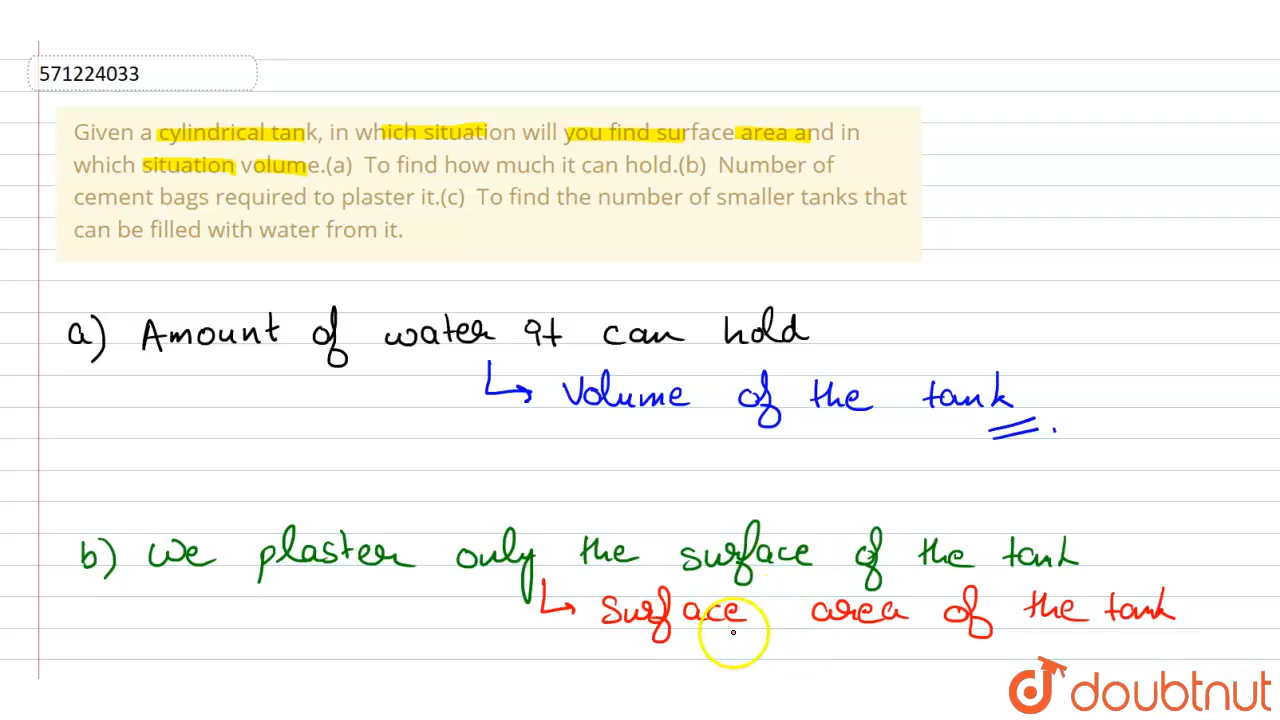 571224033
Given a cylindrical tank, in which situation will you find surface area and in
which situation volume.(a) To find how much it can hold.(b) Number of
cement bags required to plaster it.(c) To find the number of smaller tanks that
can be filled with water from it.
a) Amount of water it can hold
↳ Volume of the tank.
b) We plaster only the surface of the tank
↳ Surface area of the tank
doubtnut